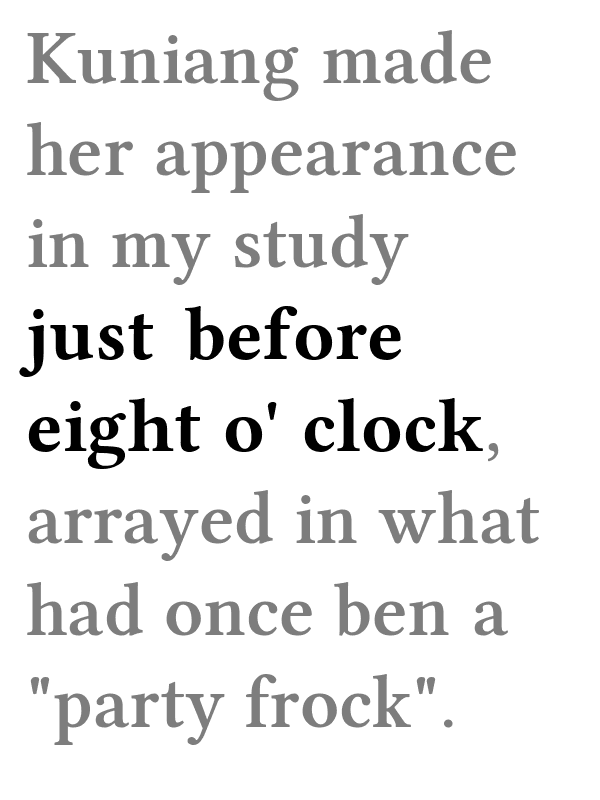 Kuniang made
her appearance
in my study
just before
eight o' clock,
arrayed in what
had once ben a
"party frock".